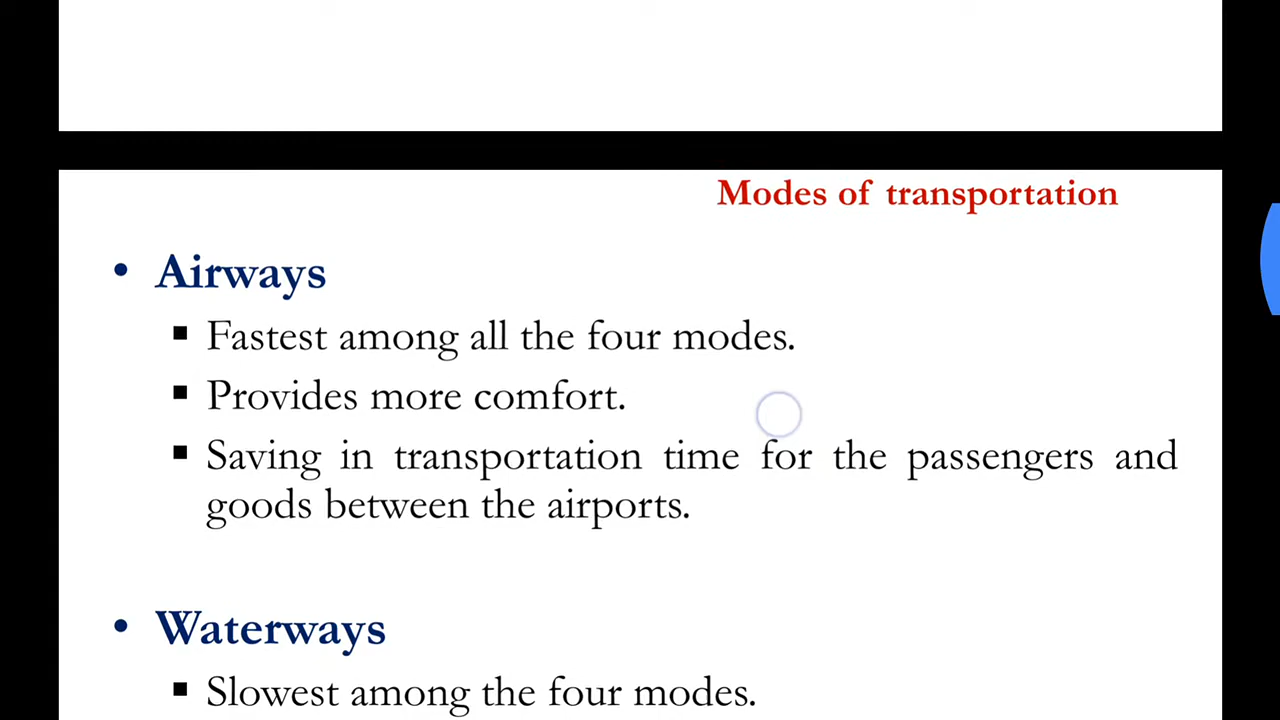 Modes of transportation
• Airways
▪ Fastest among all the four modes.
▪ Provides more comfort.
▪ Saving in transportation time for the passengers and
goods between the airports.
• Waterways
▪ Slowest among the four modes.